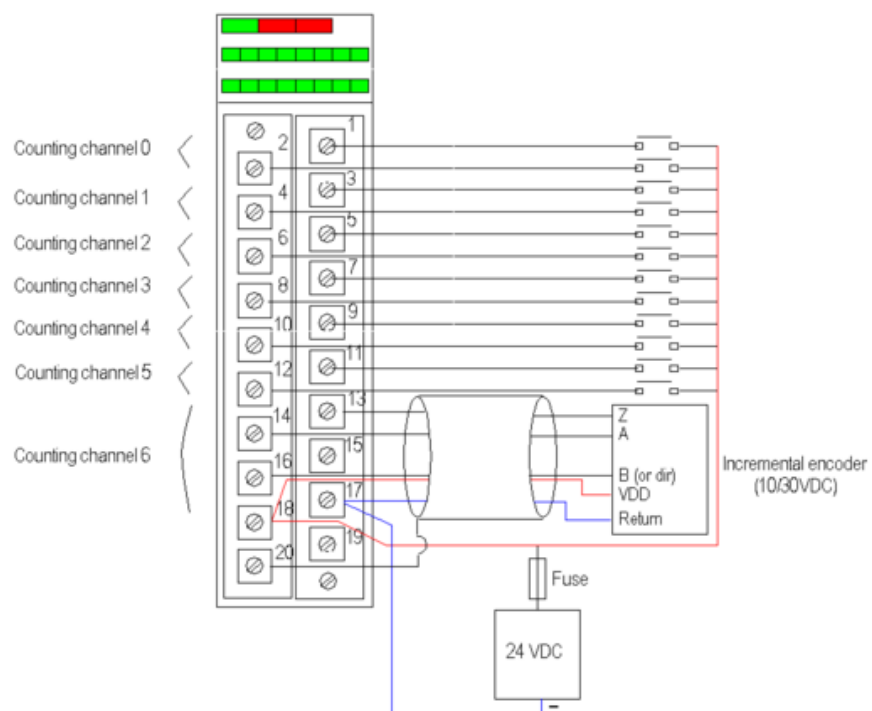 Counting channel 0
Counting channel 1
Counting channel 2
Counting channel 3
Counting channel 4
Counting channel 5
Counting channel 6
1
2
3
4
5
6
7
8
9
10
11
12
13
14
15
16
17
18
19
20
Z
A
B (or dir)
VDD
Return
Incremental encoder
(10/30VDC)
Fuse
24 VDC
-